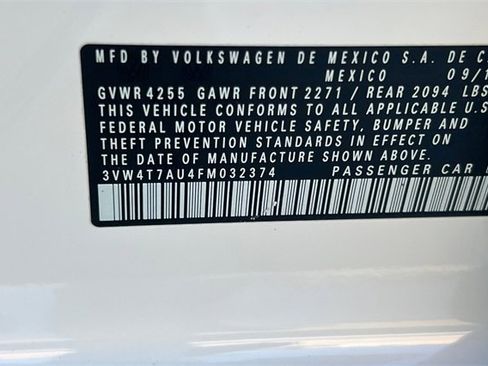 MFD BY VOLKSWAGEN DE MEXICO S.A. DE C.
MEXICO 09/1
GVWR 4255 GAWR FRONT 2271 / REAR 2094 LBS
THIS VEHICLE CONFORMS TO ALL APPLICABLE U.S
FEDERAL MOTOR VEHICLE SAFETY, BUMPER AND
THEFT PREVENTION STANDARDS IN EFFECT ON
THE DATE OF MANUFACTURE SHOWN ABOVE.
3VW4T7AU4FM032374 PASSENGER CAR